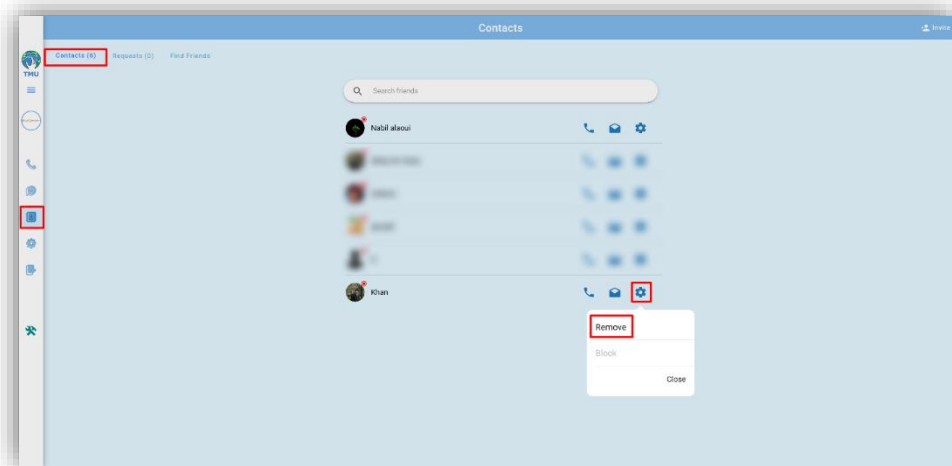 Contacts
Invite
TMU
Contacts (6) Requests (0) Find Friends
Search friends
Nabil alaoui
Khan
Remove
Block
Close